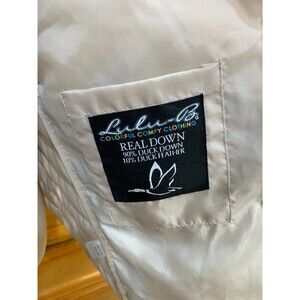 Lulu-B®
COLORFUL COMFY CLOTHING
REAL DOWN
90% DUCK DOWN
10% DUCK FEATHER